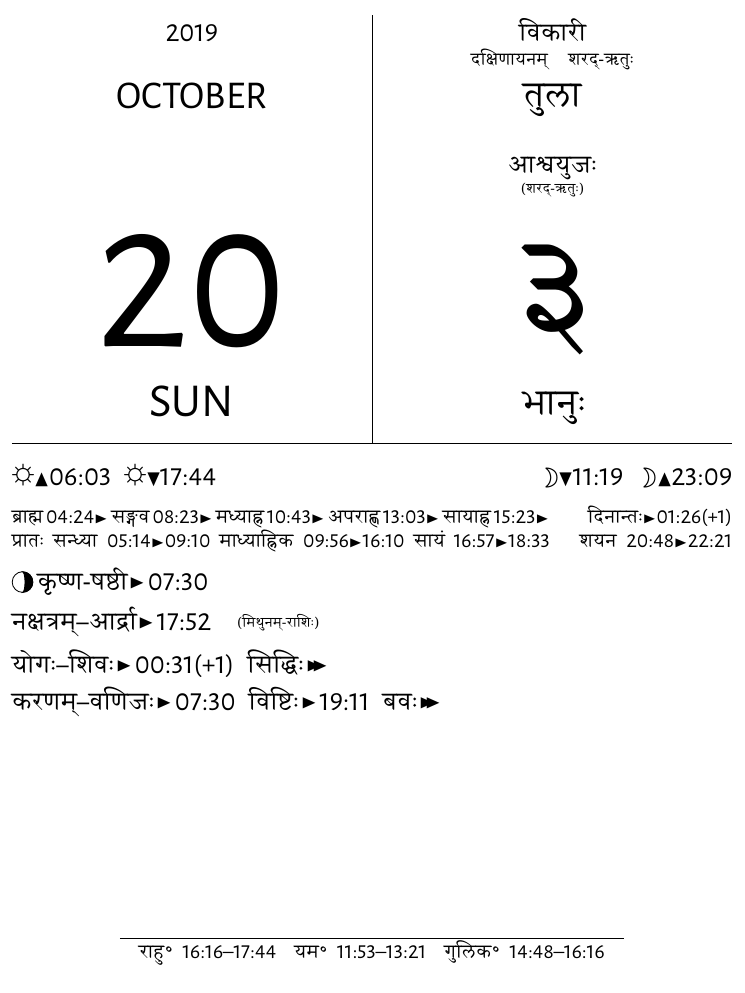 2019
OCTOBER
20
SUN
विकारी
दक्षिणायनम् शरद्-ऋतुः
तुला
आश्वयुजः
(शरद्-ऋतुः)
३
भानुः
☼▲06:03 ☼▼17:44 ☽▼11:19 ☽▲23:09
ब्राह्म 04:24► सङ्गव 08:23► मध्याह्न 10:43► अपराह्ण 13:03► सायाह्न 15:23► दिनान्तः►01:26(+1)
प्रातः सन्ध्या 05:14►09:10 माध्याह्निक 09:56►16:10 सायं 16:57►18:33 शयन 20:48►22:21
कृष्ण-षष्ठी► 07:30
नक्षत्रम्–आर्द्रा►17:52 (मिथुनम्-राशिः)
योगः–शिवः► 00:31(+1) सिद्धिः►►
करणम्–वणिजः► 07:30 विष्टिः►19:11 बवः►►
राहु॰ 16:16–17:44 यम॰ 11:53–13:21 गुलिक॰ 14:48–16:16